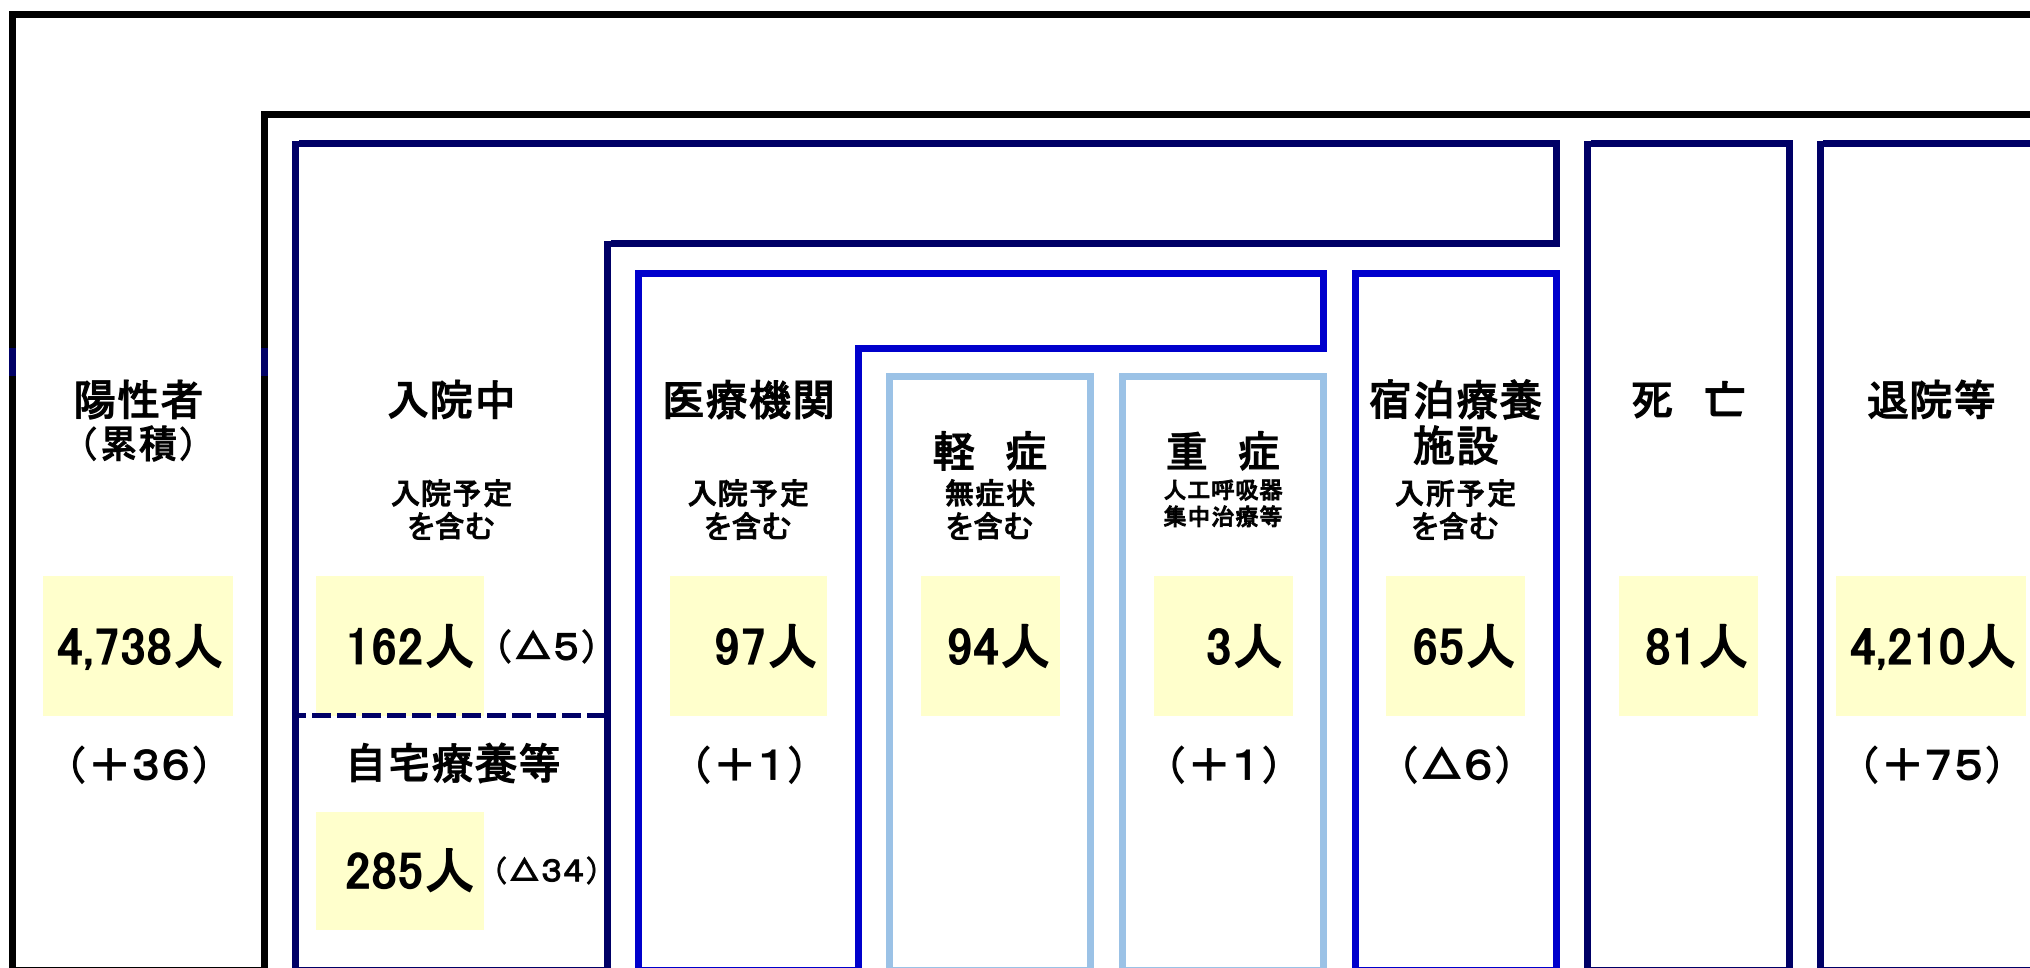 陽性者
（累積）
4,738人
（＋36）
入院中
入院予定
を含む
162人 （△5）
自宅療養等
285人 （△34）
医療機関
入院予定
を含む
97人
（＋1）
軽 症
無症状
を含む
94人
重 症
人工呼吸器
集中治療等
3人
（＋1）
宿泊療養
施設
入所予定
を含む
65人
（△6）
死 亡
81人
退院等
4,210人
（＋75）